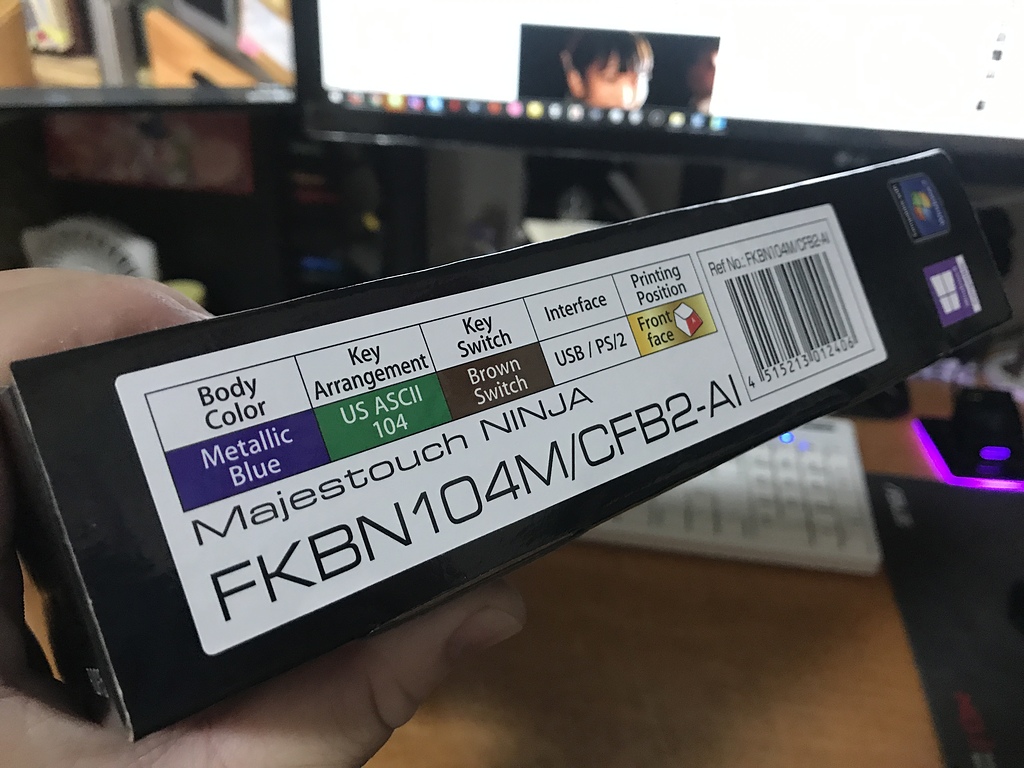 Body
Color
Metallic
Blue
Key
Arrangement
US ASCII
104
Key
Switch
Brown
Switch
Interface
USB / PS/2
Printing
Position
Front
face
Ref No.: FKBN104M/CFB2-AI
4 515213 012406
Majestouch NINJA
FKBN104M/CFB2-AI